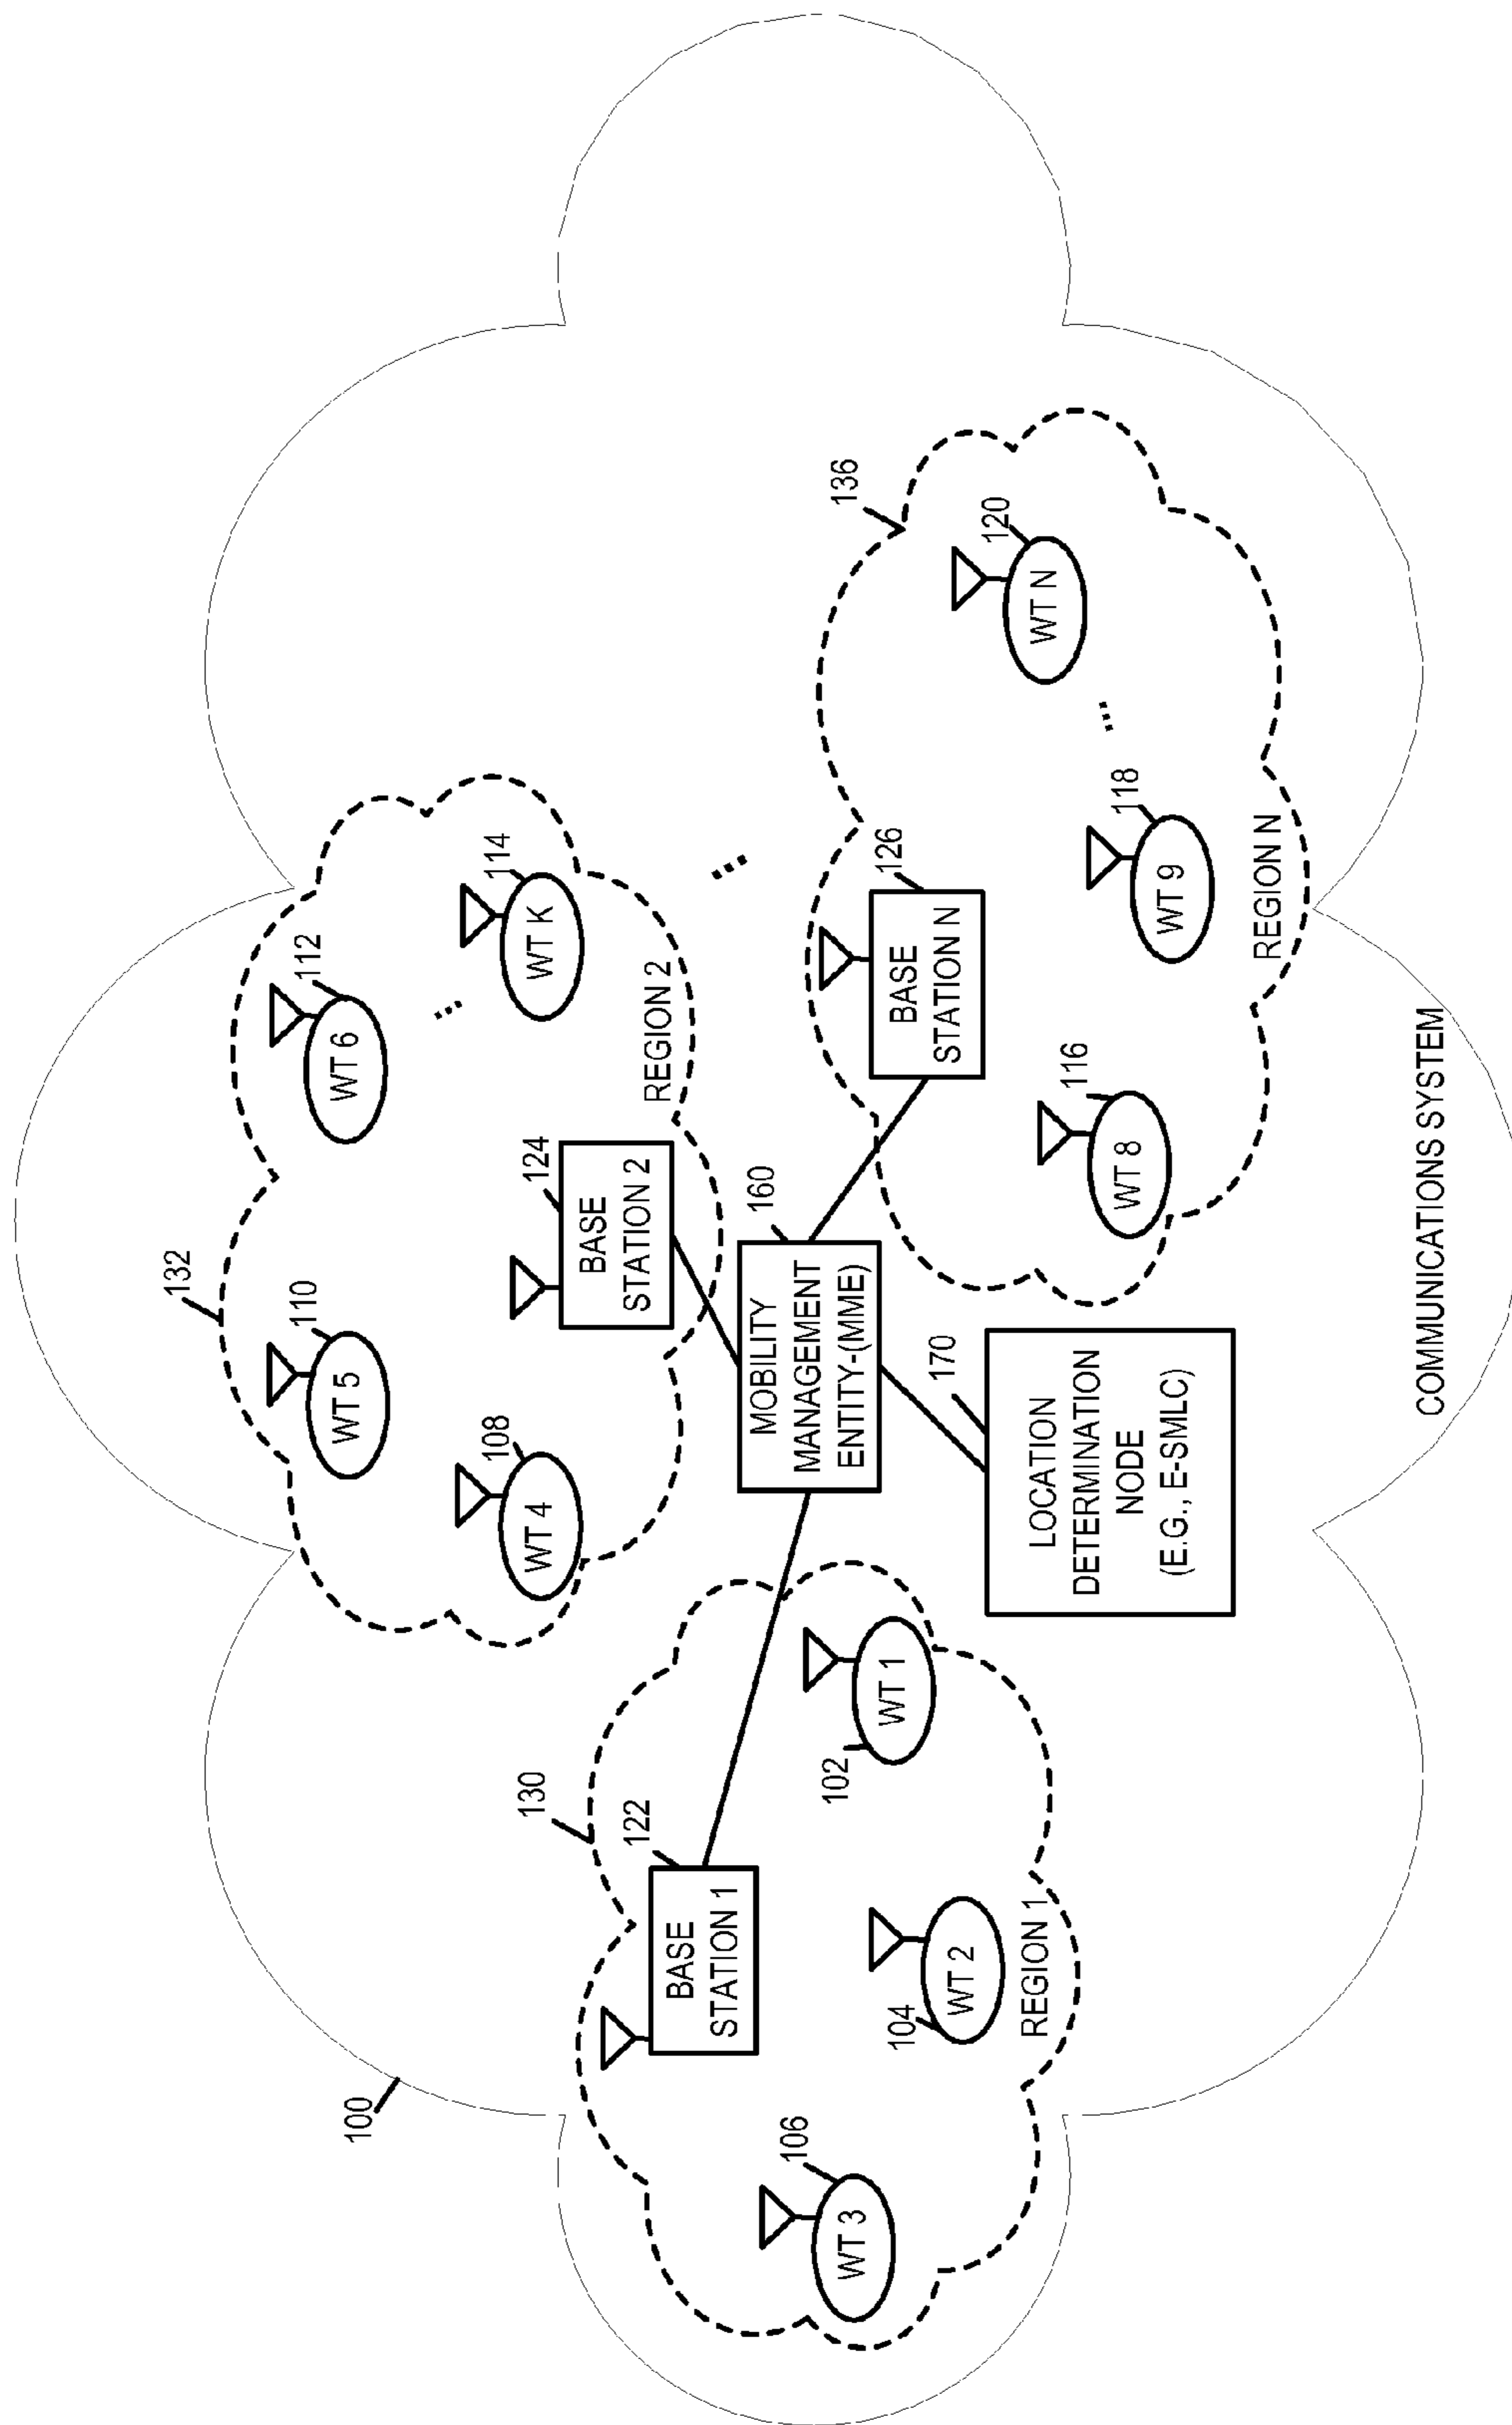 100
132
110
WT 5
112
WT 6
108
WT 4
114
WT K
124
BASE
STATION 2
REGION 2
130
122
BASE
STATION 1
106
WT 3
104
WT 2
102
WT 1
REGION 1
160
MOBILITY
MANAGEMENT
ENTITY-(MME)
170
LOCATION
DETERMINATION
NODE
(E.G., E-SMLC)
136
126
BASE
STATION N
120
WT N
116
WT 8
118
WT 9
REGION N
COMMUNICATIONS SYSTEM